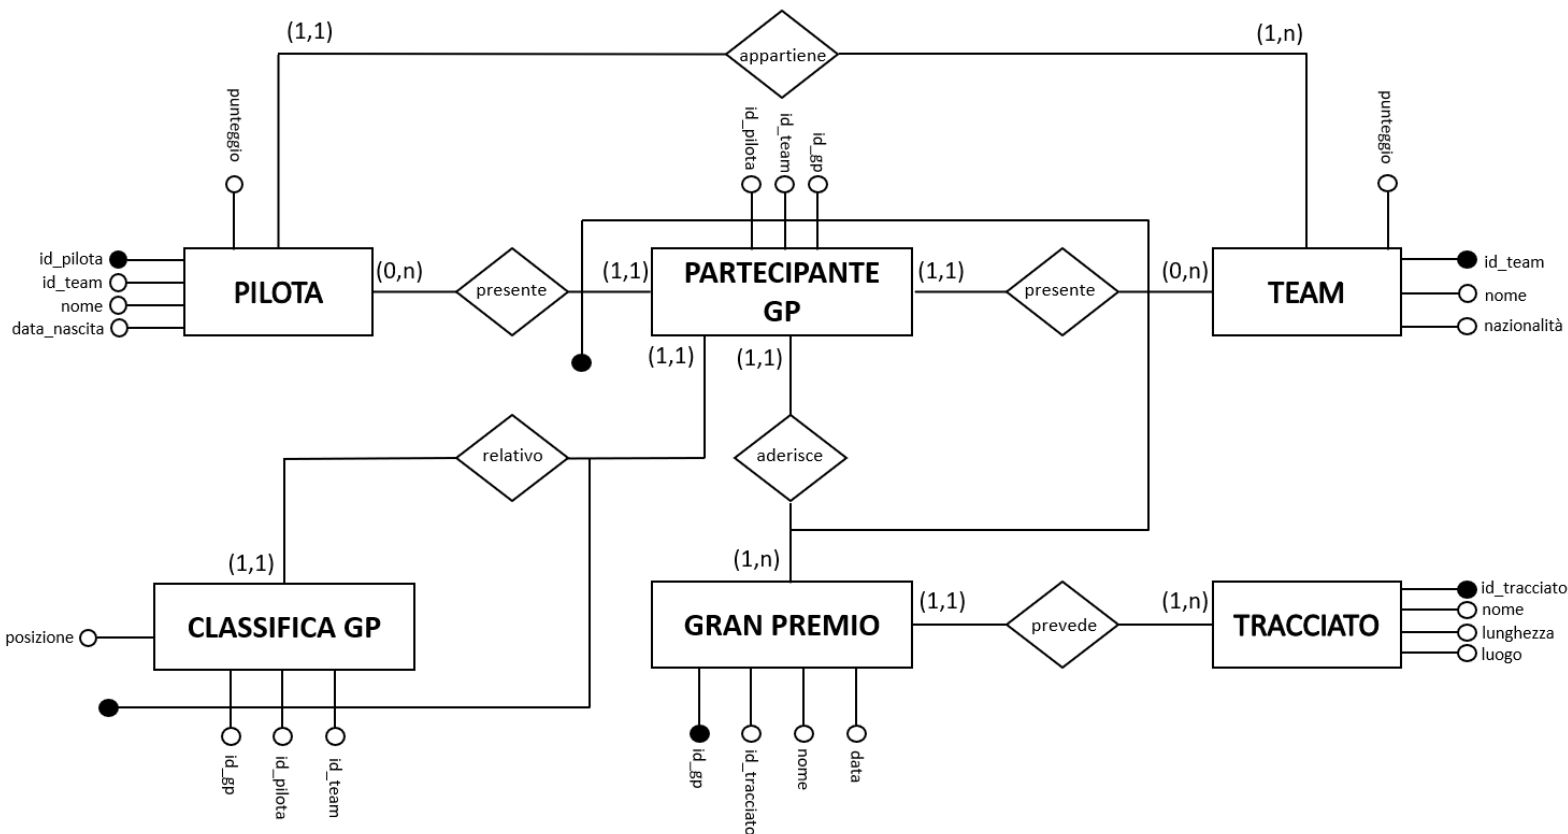 (1,1)
appartiene
(1,n)
punteggio
id_pilota
id_team
id_gp
punteggio
id_pilota
id_team
nome
data_nascita
PILOTA
(0,n)
presente
(1,1)
PARTECIPANTE
GP
(1,1)
presente
(0,n)
TEAM
id_team
nome
nazionalità
(1,1)
(1,1)
relativo
aderisce
(1,1)
(1,n)
posizione
CLASSIFICA GP
GRAN PREMIO
(1,1)
prevede
(1,n)
TRACCIATO
id_tracciato
nome
lunghezza
luogo
id_gp
id_pilota
id_team
id_gp
id_tracciato
nome
data